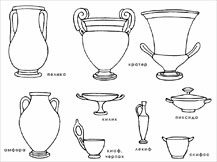 кратер
пелика
пиксида
килик
амфора
киаф,
черпак
лекиф
скифос